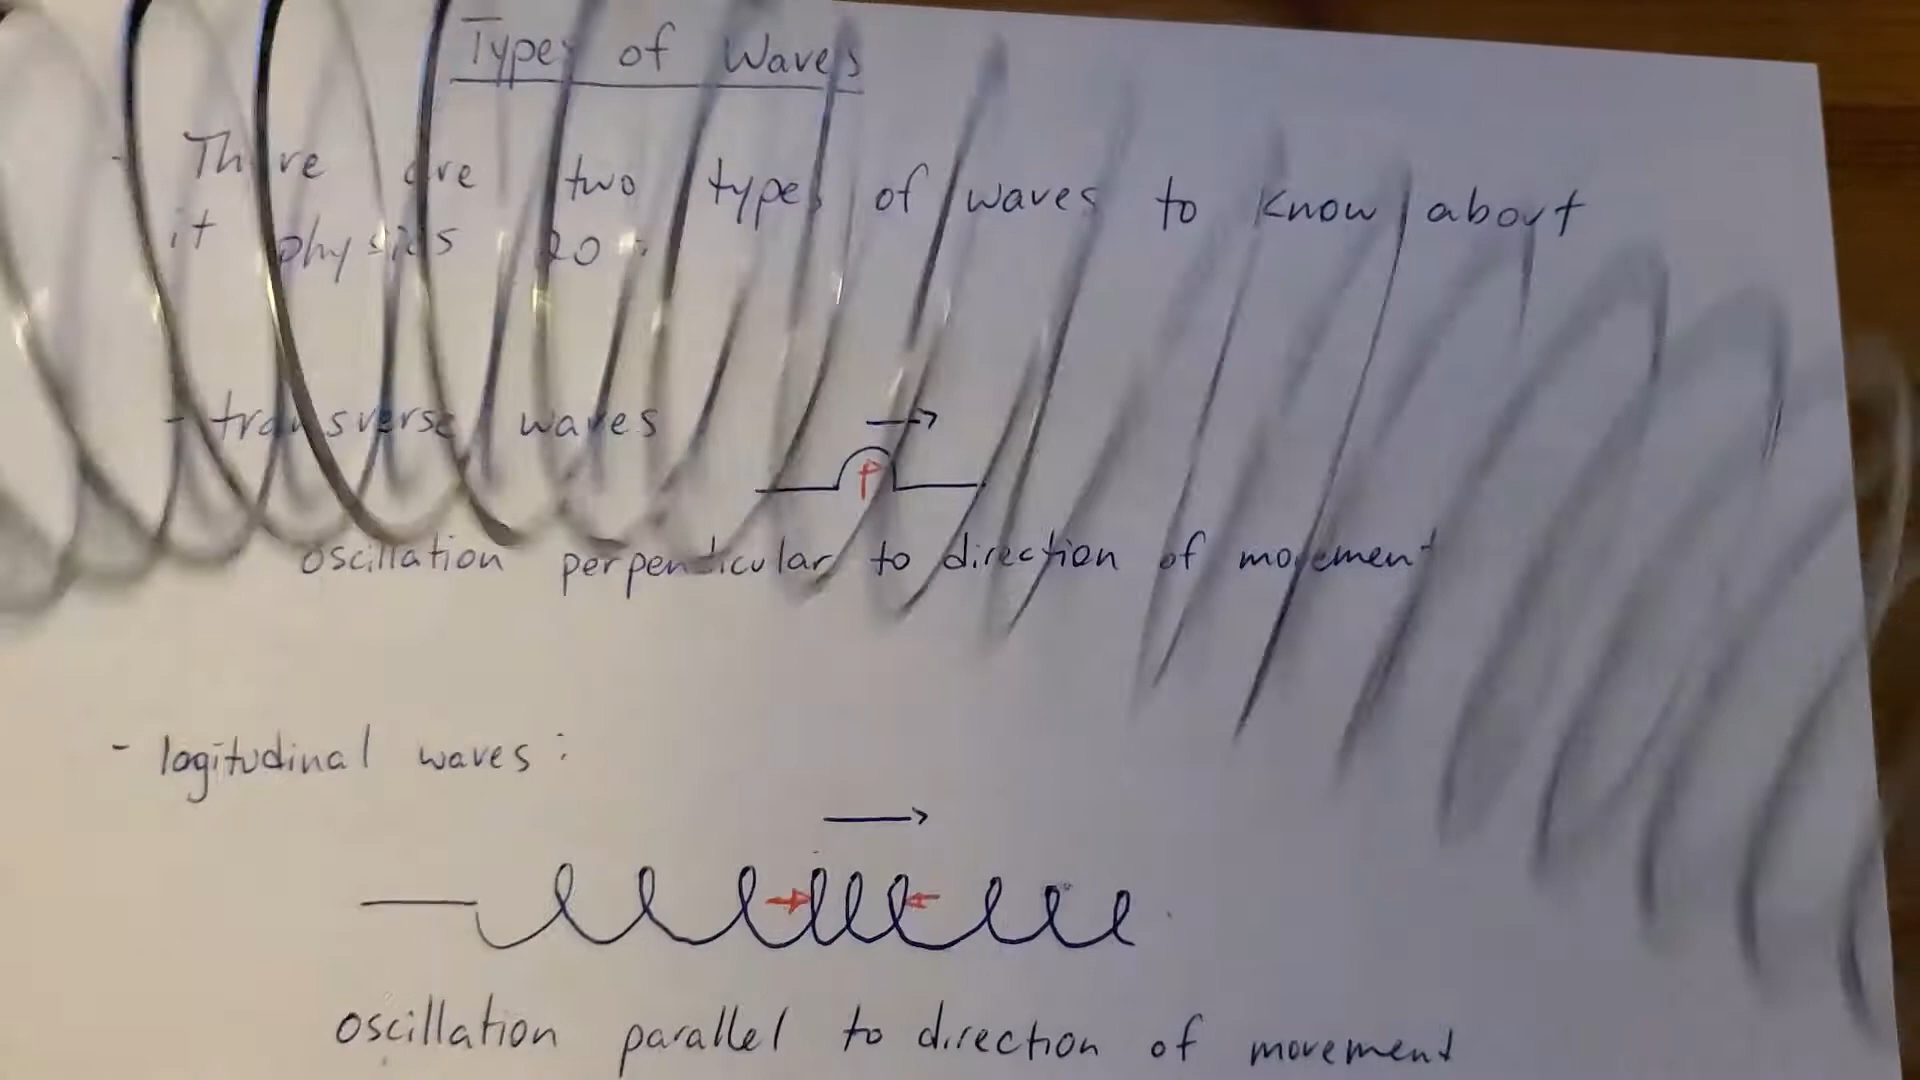 Types of Waves
- There are two types of waves to know about
it physics 20 :
- transverse waves
P
oscillation perpendicular to direction of movement
- logitudinal waves :
oscillation parallel to direction of movement